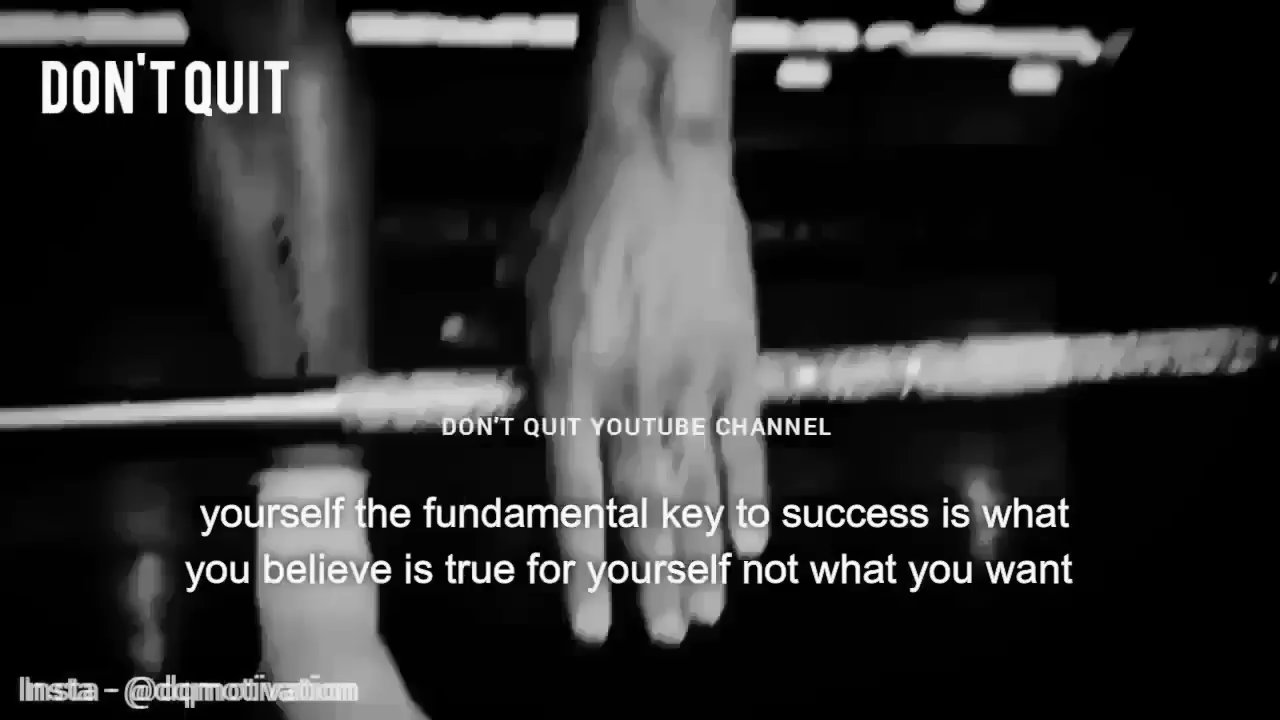 DON'T QUIT
DON'T QUIT YOUTUBE CHANNEL
yourself the fundamental key to success is what
you believe is true for yourself not what you want
Insta - @dqmotivation